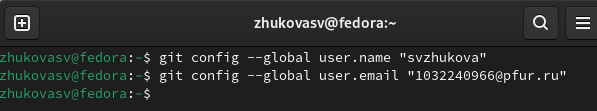 zhukovasv@fedora:~
zhukovasv@fedora:~$ git config --global user.name "svzhukova"
zhukovasv@fedora:~$ git config --global user.email "1032240966@pfur.ru"
zhukovasv@fedora:~$